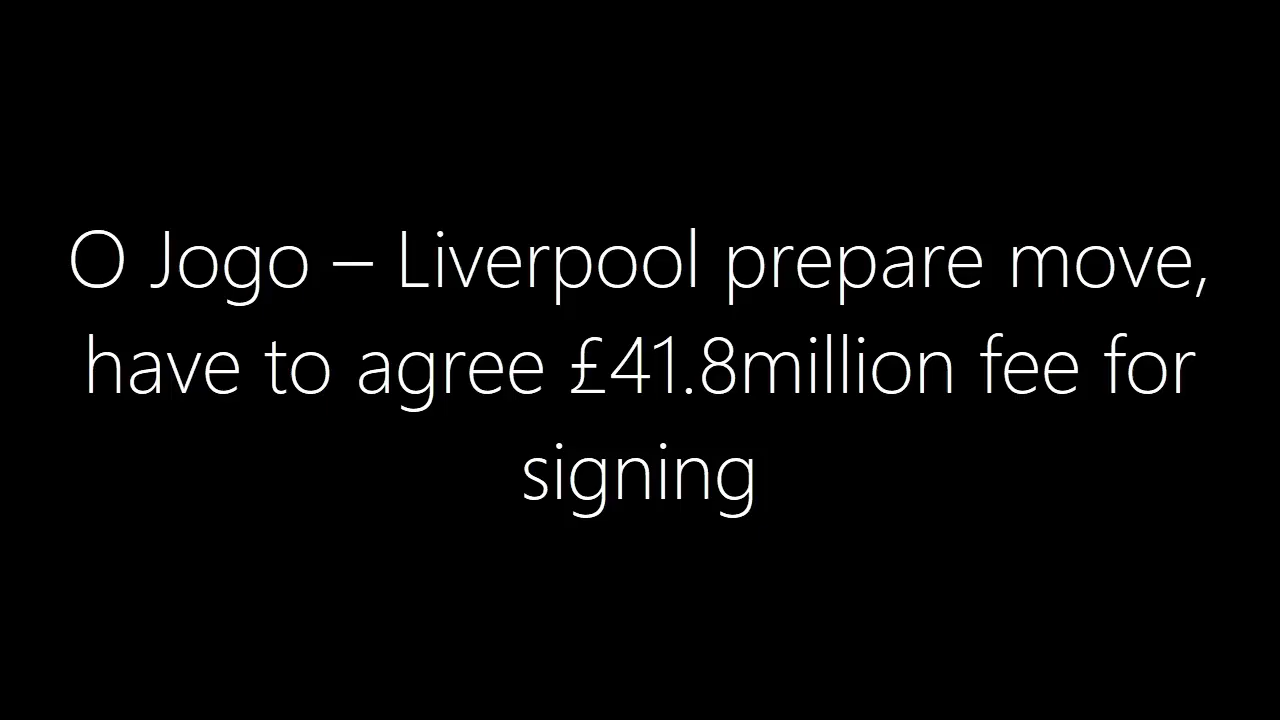 O Jogo – Liverpool prepare move,
have to agree £41.8million fee for
signing